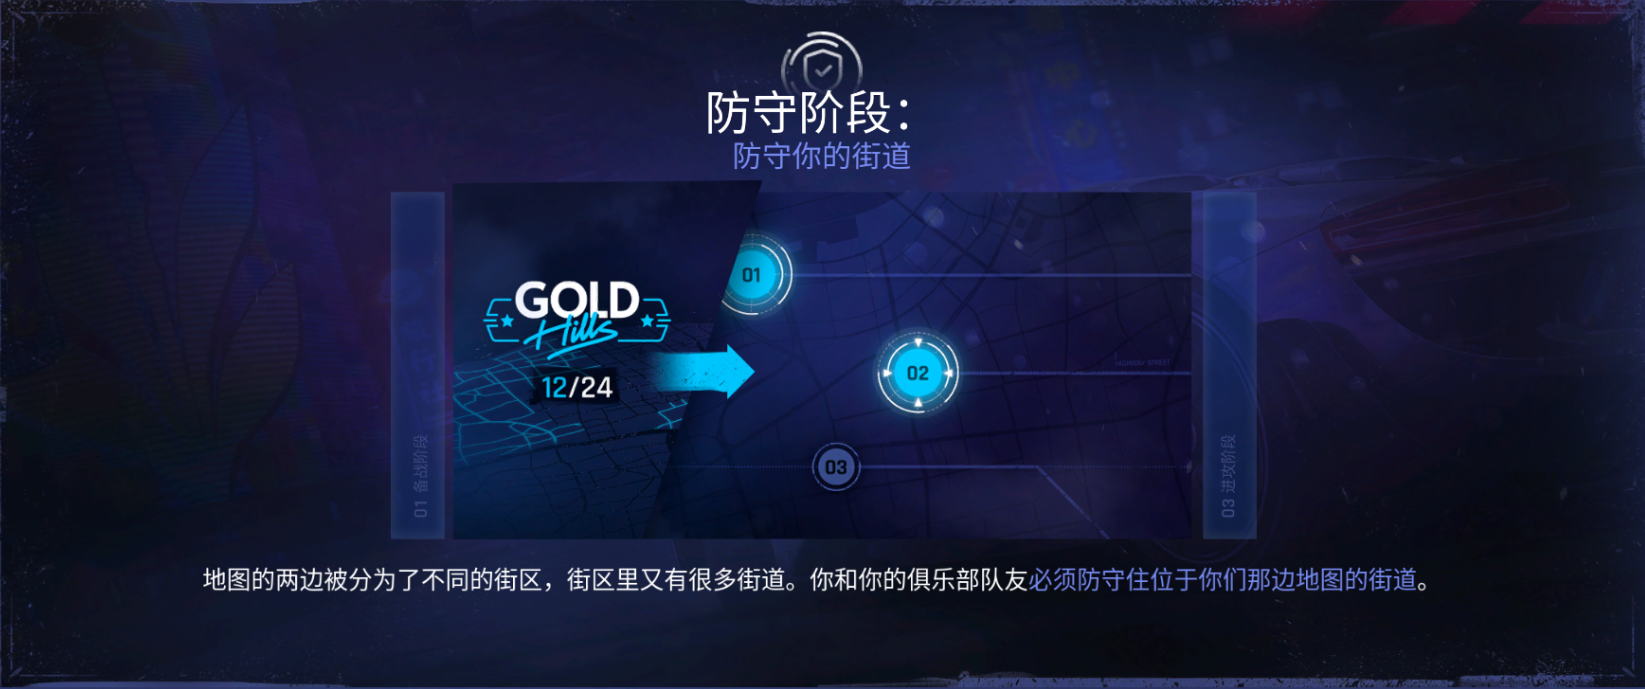 防守阶段：
防守你的街道
01
GOLD
Hills
12/24
02
HIGHWAY STREET
03
01 备战阶段
03 进攻阶段
地图的两边被分为了不同的街区，街区里又有很多街道。你和你的俱乐部队友必须防守住位于你们那边地图的街道。